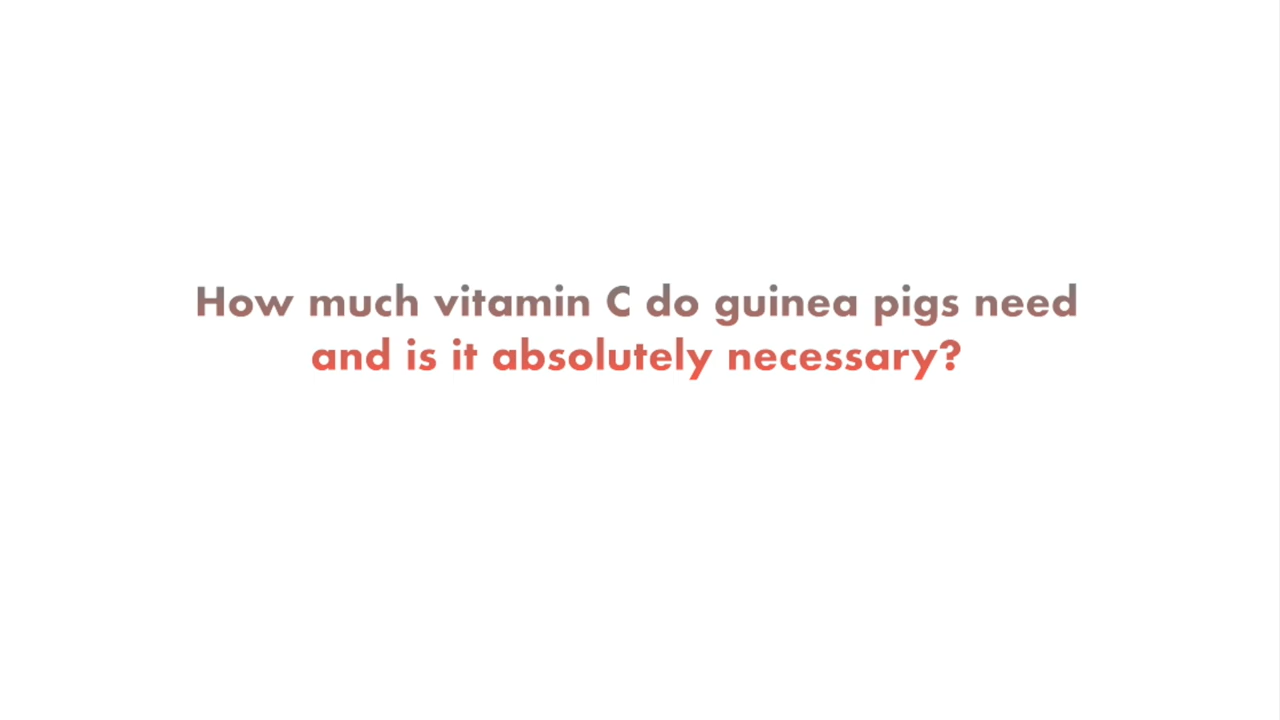 How much vitamin C do guinea pigs need
and is it absolutely necessary?